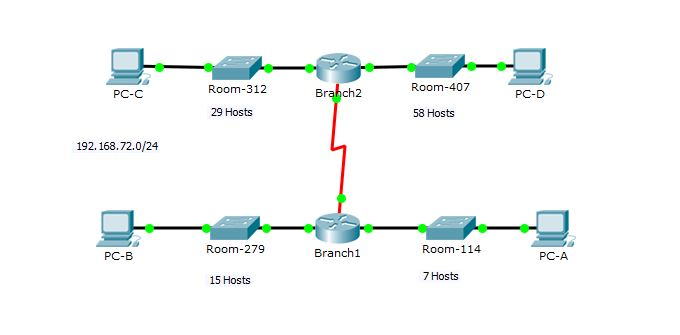 PC-C
Room-312
Branch2
Room-407
PC-D
29 Hosts
58 Hosts
192.168.72.0/24
PC-B
Room-279
Branch1
Room-114
PC-A
15 Hosts
7 Hosts